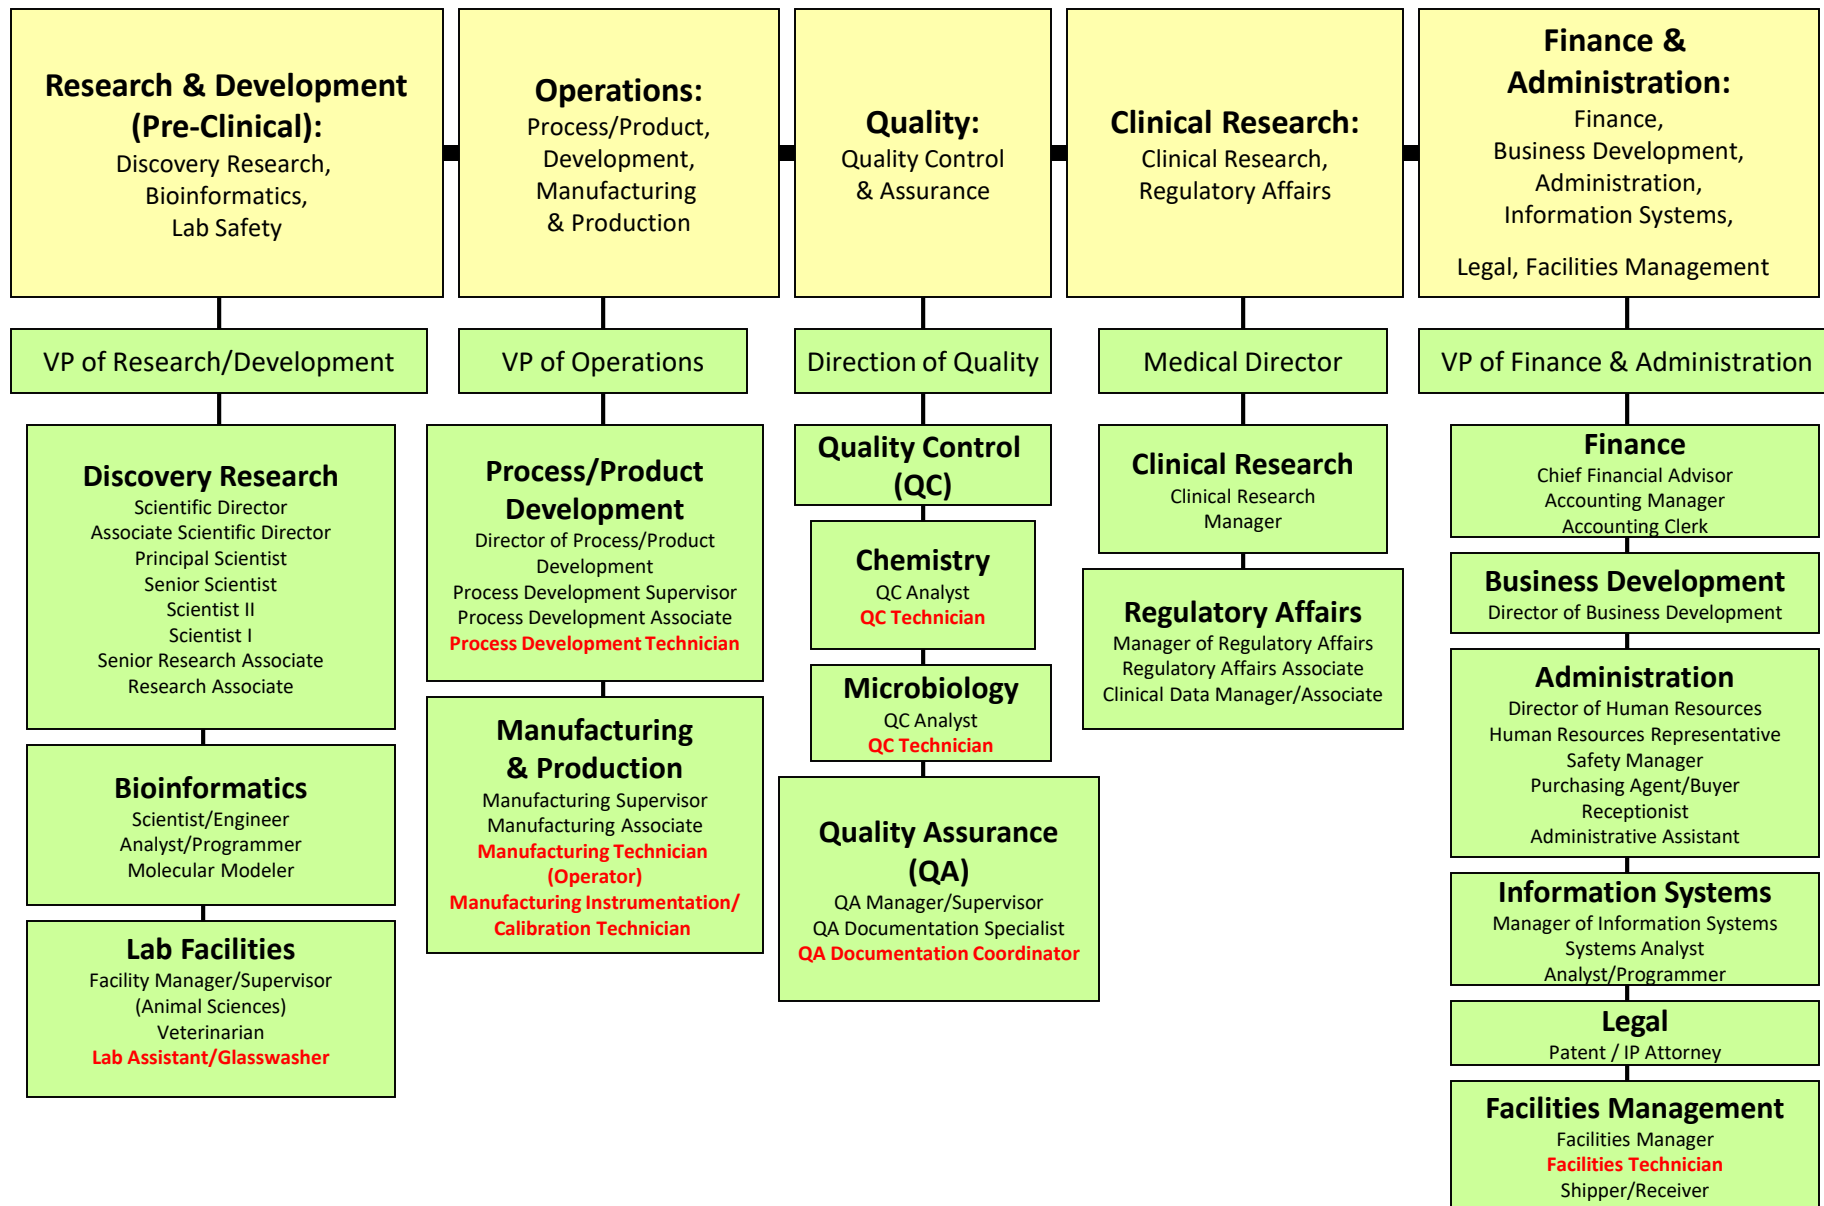 Research & Development
(Pre-Clinical):
Discovery Research,
Bioinformatics,
Lab Safety
Operations:
Process/Product,
Development,
Manufacturing
& Production
Quality:
Quality Control
& Assurance
Clinical Research:
Clinical Research,
Regulatory Affairs
Finance &
Administration:
Finance,
Business Development,
Administration,
Information Systems,
Legal, Facilities Management
VP of Research/Development
VP of Operations
Direction of Quality
Medical Director
VP of Finance & Administration
Discovery Research
Scientific Director
Associate Scientific Director
Principal Scientist
Senior Scientist
Scientist II
Scientist I
Senior Research Associate
Research Associate
Bioinformatics
Scientist/Engineer
Analyst/Programmer
Molecular Modeler
Lab Facilities
Facility Manager/Supervisor
(Animal Sciences)
Veterinarian
Lab Assistant/Glasswasher
Process/Product
Development
Director of Process/Product
Development
Process Development Supervisor
Process Development Associate
Process Development Technician
Manufacturing
& Production
Manufacturing Supervisor
Manufacturing Associate
Manufacturing Technician
(Operator)
Manufacturing Instrumentation/
Calibration Technician
Quality Control
(QC)
Chemistry
QC Analyst
QC Technician
Microbiology
QC Analyst
QC Technician
Quality Assurance
(QA)
QA Manager/Supervisor
QA Documentation Specialist
QA Documentation Coordinator
Clinical Research
Clinical Research
Manager
Regulatory Affairs
Manager of Regulatory Affairs
Regulatory Affairs Associate
Clinical Data Manager/Associate
Finance
Chief Financial Advisor
Accounting Manager
Accounting Clerk
Business Development
Director of Business Development
Administration
Director of Human Resources
Human Resources Representative
Safety Manager
Purchasing Agent/Buyer
Receptionist
Administrative Assistant
Information Systems
Manager of Information Systems
Systems Analyst
Analyst/Programmer
Legal
Patent / IP Attorney
Facilities Management
Facilities Manager
Facilities Technician
Shipper/Receiver